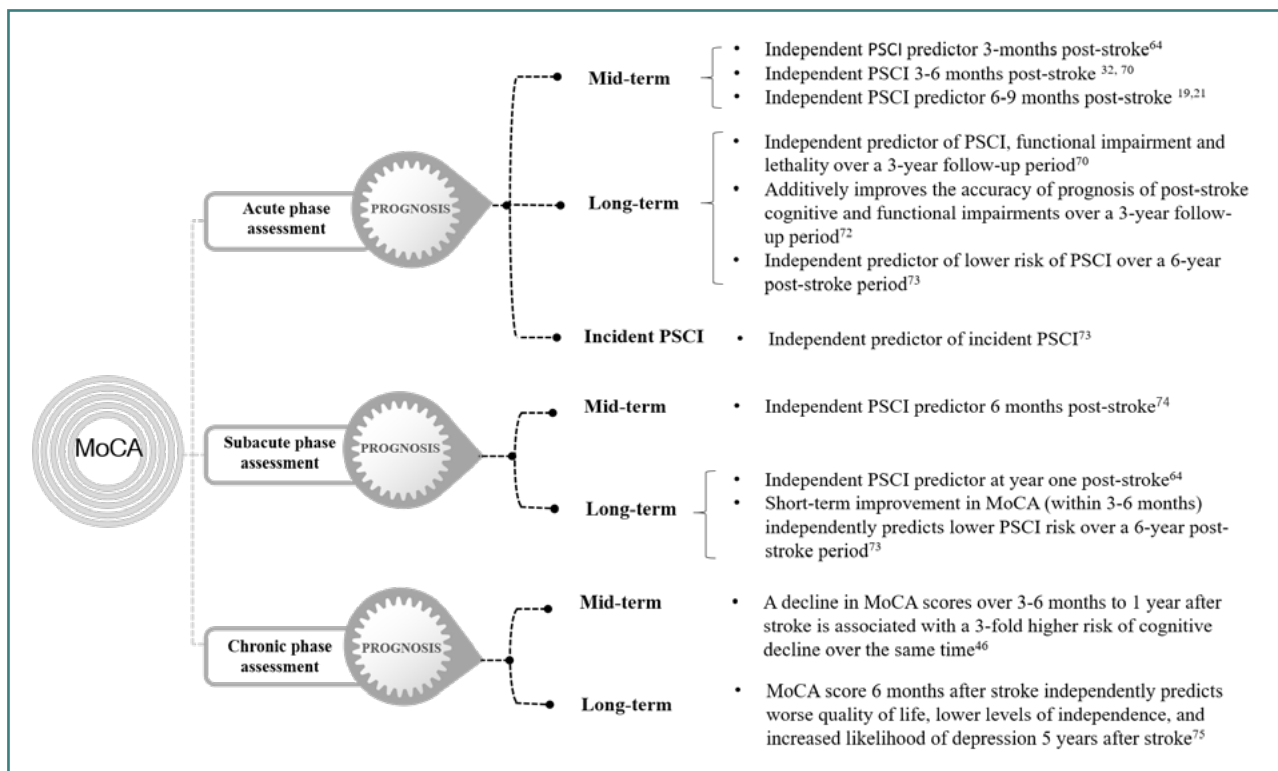 MoCA
Acute phase
assessment
PROGNOSIS
Mid-term
• Independent PSCI predictor 3-months post-stroke64
• Independent PSCI 3-6 months post-stroke 32, 70
• Independent PSCI predictor 6-9 months post-stroke 19,21
Long-term
• Independent predictor of PSCI, functional impairment and
lethality over a 3-year follow-up period70
• Additively improves the accuracy of prognosis of post-stroke
cognitive and functional impairments over a 3-year follow-
up period72
• Independent predictor of lower risk of PSCI over a 6-year
post-stroke period73
Incident PSCI
• Independent predictor of incident PSCI73
Subacute phase
assessment
PROGNOSIS
Mid-term
• Independent PSCI predictor 6 months post-stroke74
Long-term
• Independent PSCI predictor at year one post-stroke64
• Short-term improvement in MoCA (within 3-6 months)
independently predicts lower PSCI risk over a 6-year post-
stroke period73
Chronic phase
assessment
PROGNOSIS
Mid-term
• A decline in MoCA scores over 3-6 months to 1 year after
stroke is associated with a 3-fold higher risk of cognitive
decline over the same time46
Long-term
• MoCA score 6 months after stroke independently predicts
worse quality of life, lower levels of independence, and
increased likelihood of depression 5 years after stroke75